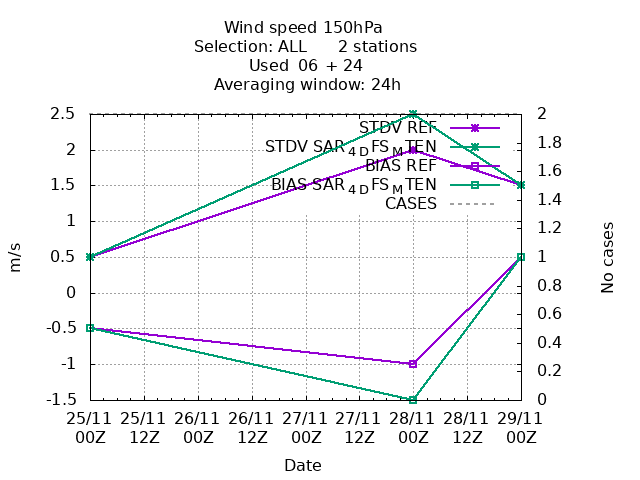 Wind speed 150hPa
Selection: ALL 2 stations
Used 06 + 24
Averaging window: 24h
STDV REF
STDV SAR4DFSMTEN
BIAS REF
BIAS SAR4DFSMTEN
CASES
2.5
2
1.5
1
0.5
0
-0.5
-1
-1.5
m/s
2
1.8
1.6
1.4
1.2
1
0.8
0.6
0.4
0.2
0
No cases
25/11 25/11 26/11 26/11 27/11 27/11 28/11 28/11 29/11
00Z 12Z 00Z 12Z 00Z 12Z 00Z 12Z 00Z
Date